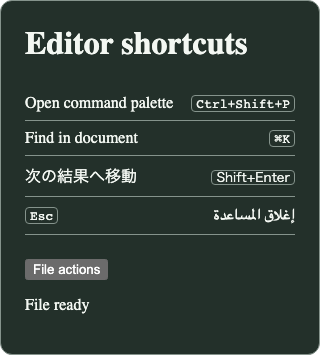 Editor shortcuts
Open command palette Ctrl+Shift+P
Find in document ⌘K
次の結果へ移動 Shift+Enter
إغلاق المساعدة Esc
File actions
File ready